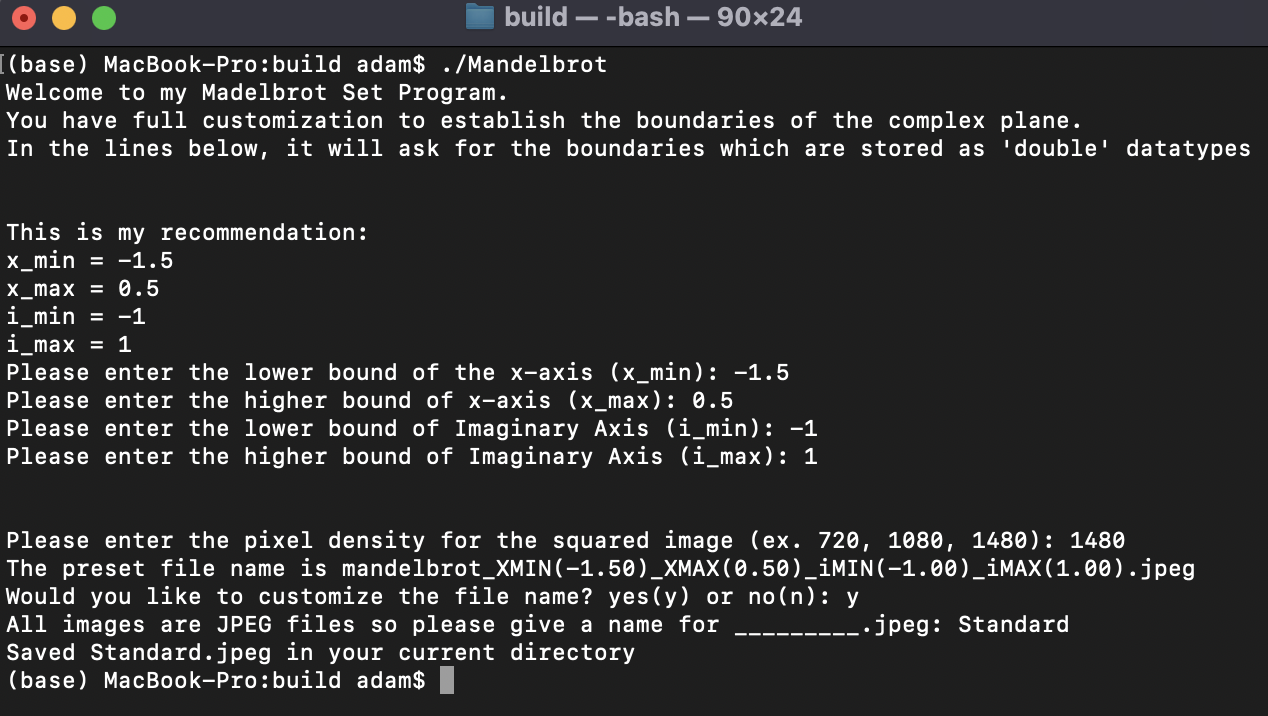 build — -bash — 90×24
(base) MacBook-Pro:build adam$ ./Mandelbrot
Welcome to my Madelbrot Set Program.
You have full customization to establish the boundaries of the complex plane.
In the lines below, it will ask for the boundaries which are stored as 'double' datatypes
This is my recommendation:
x_min = -1.5
x_max = 0.5
i_min = -1
i_max = 1
Please enter the lower bound of the x-axis (x_min): -1.5
Please enter the higher bound of x-axis (x_max): 0.5
Please enter the lower bound of Imaginary Axis (i_min): -1
Please enter the higher bound of Imaginary Axis (i_max): 1
Please enter the pixel density for the squared image (ex. 720, 1080, 1480): 1480
The preset file name is mandelbrot_XMIN(-1.50)_XMAX(0.50)_iMIN(-1.00)_iMAX(1.00).jpeg
Would you like to customize the file name? yes(y) or no(n): y
All images are JPEG files so please give a name for _________.jpeg: Standard
Saved Standard.jpeg in your current directory
(base) MacBook-Pro:build adam$